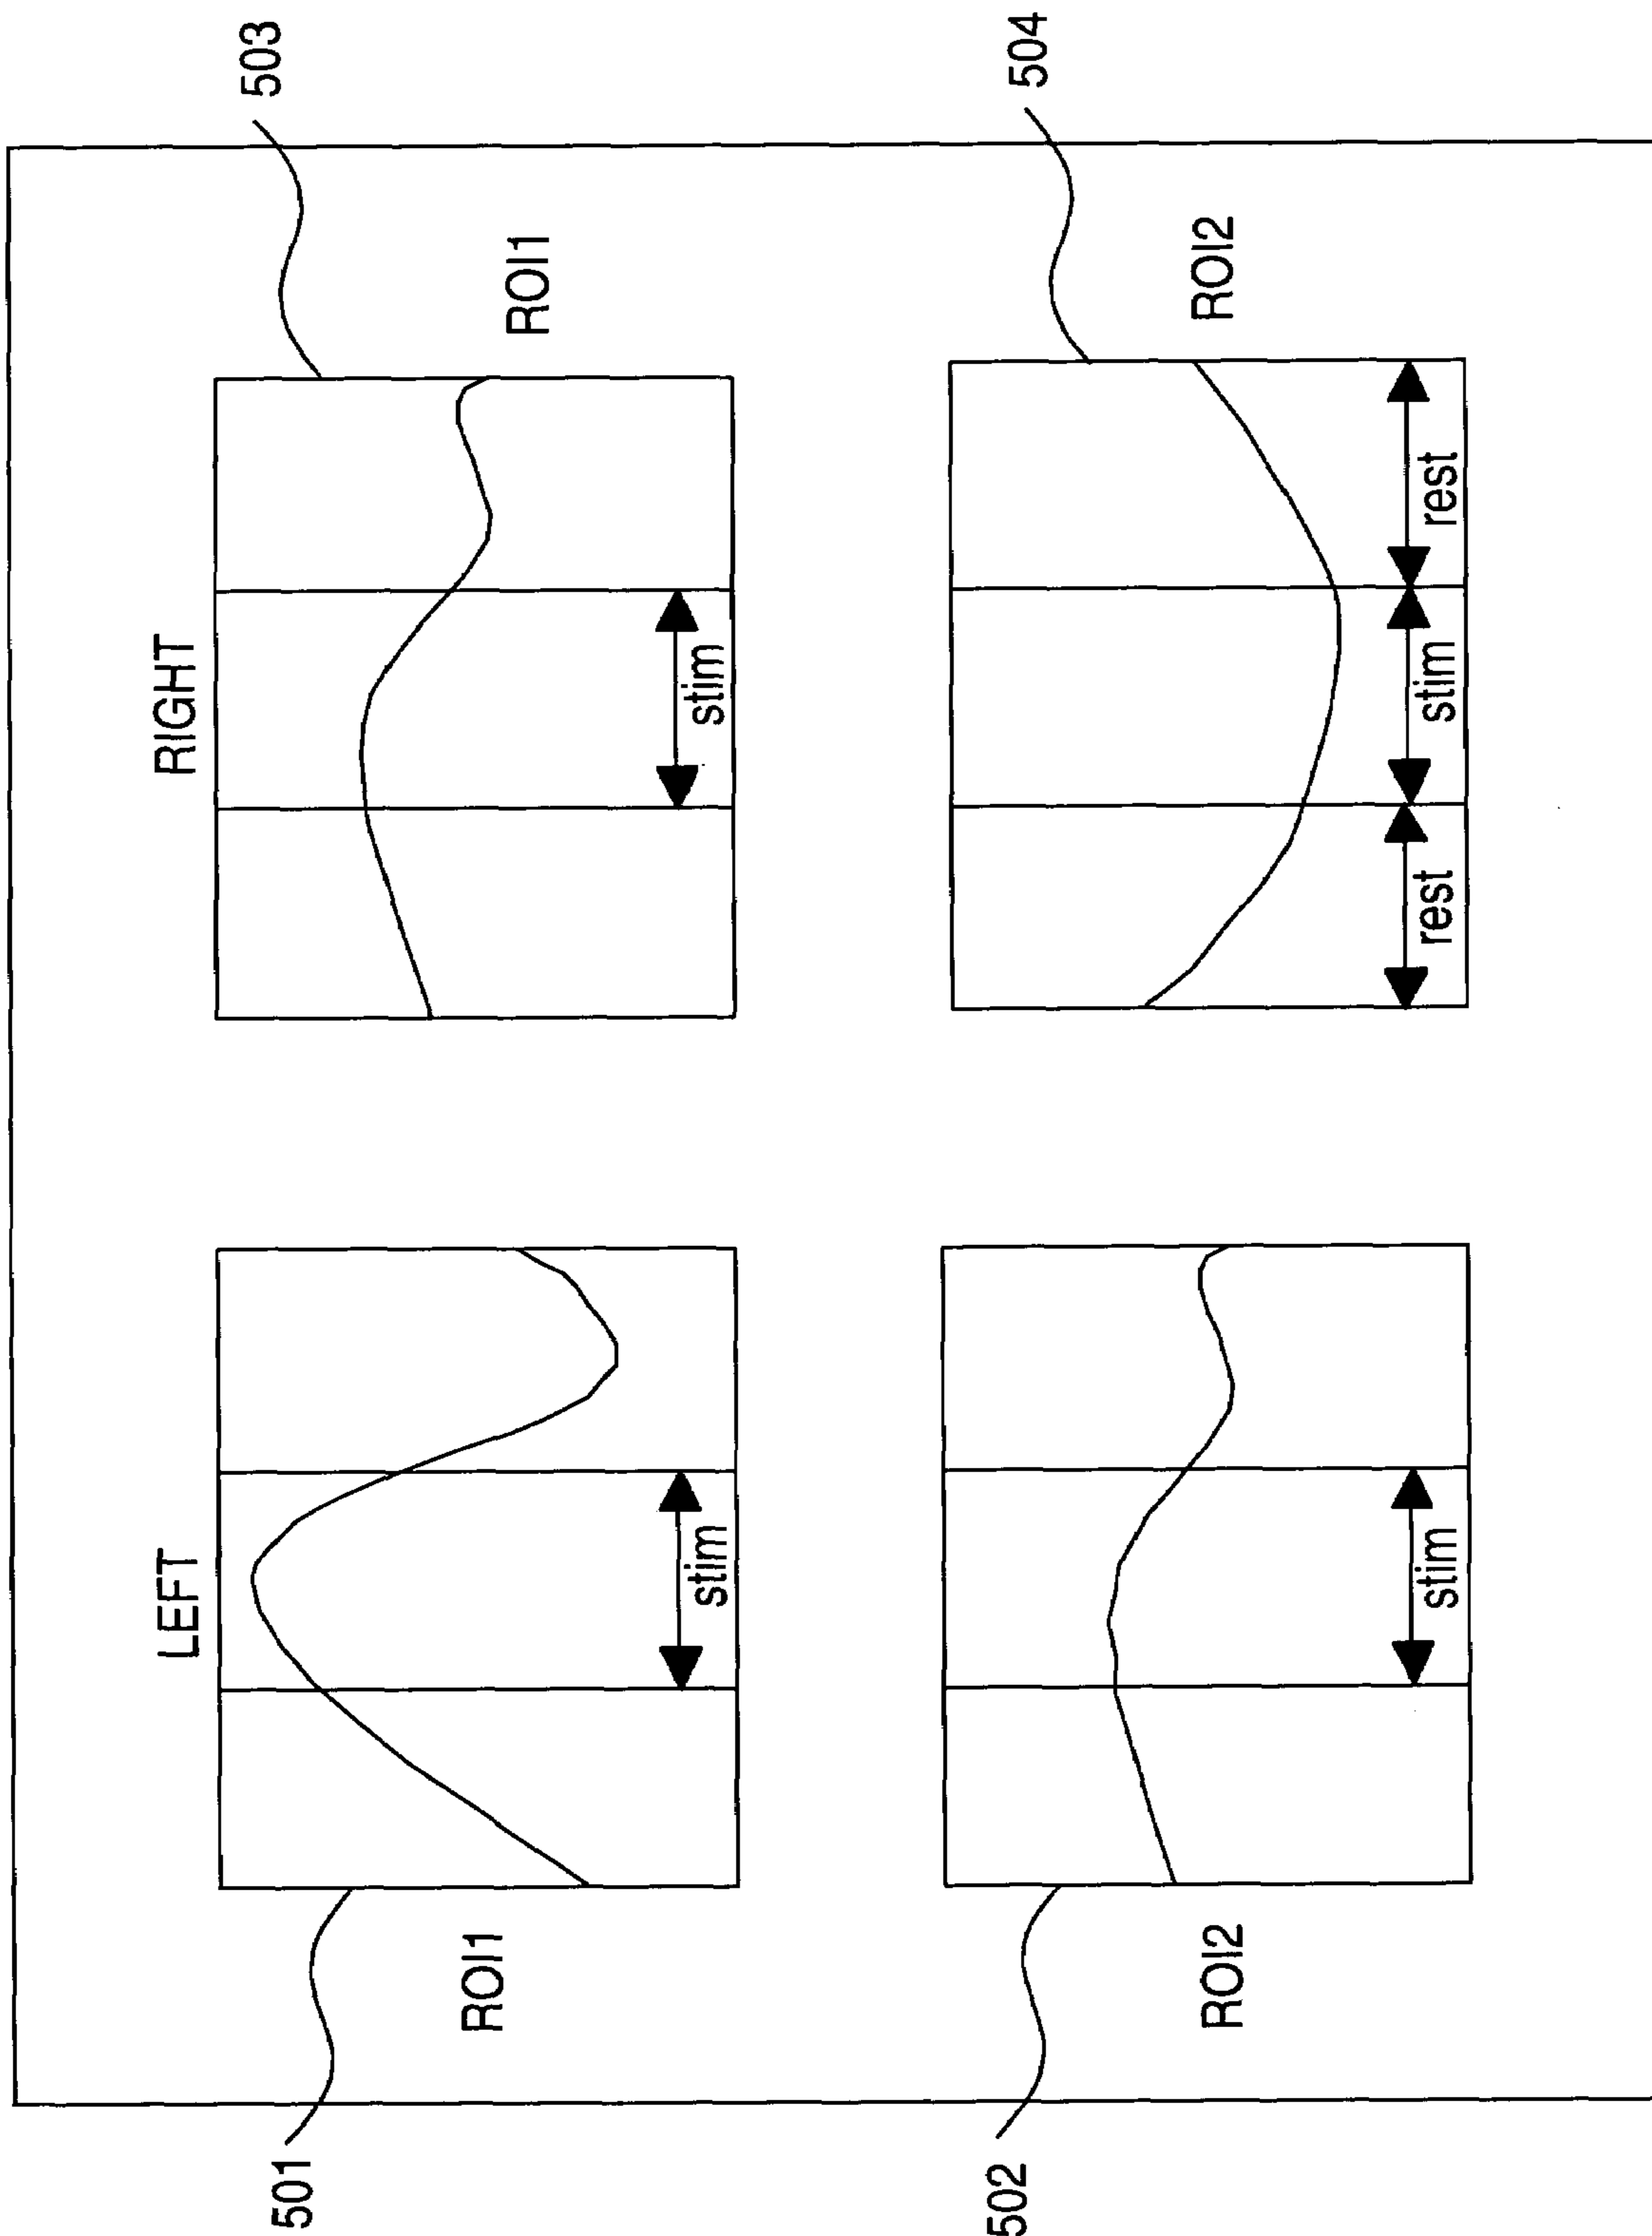 LEFT
RIGHT
501
ROI1
stim
stim
ROI1
503
502
ROI2
stim
rest
stim
rest
ROI2
504